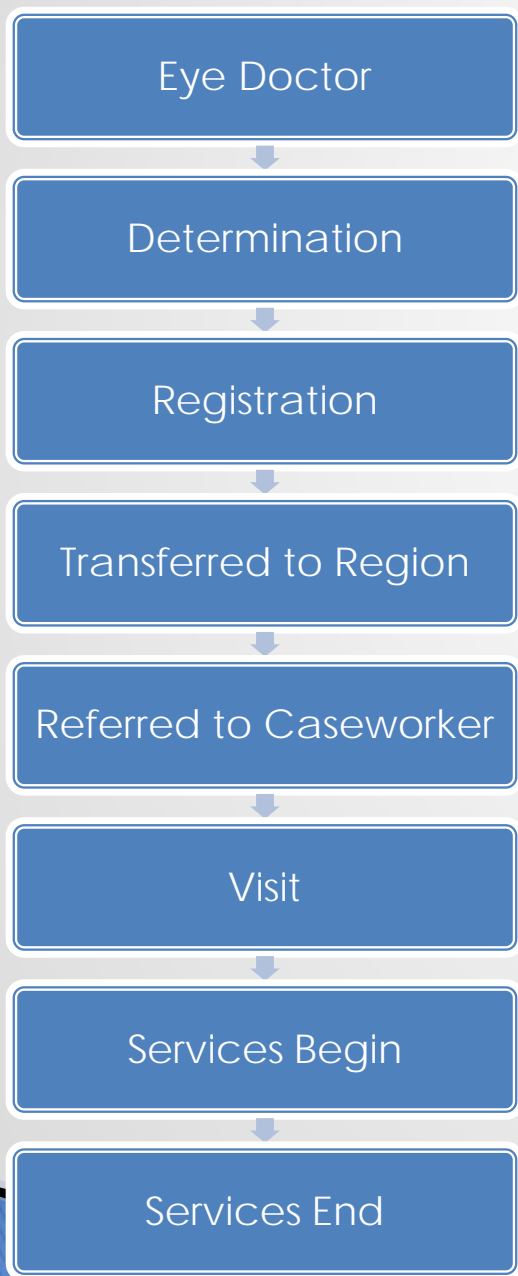 Eye Doctor
Determination
Registration
Transferred to Region
Referred to Caseworker
Visit
Services Begin
Services End